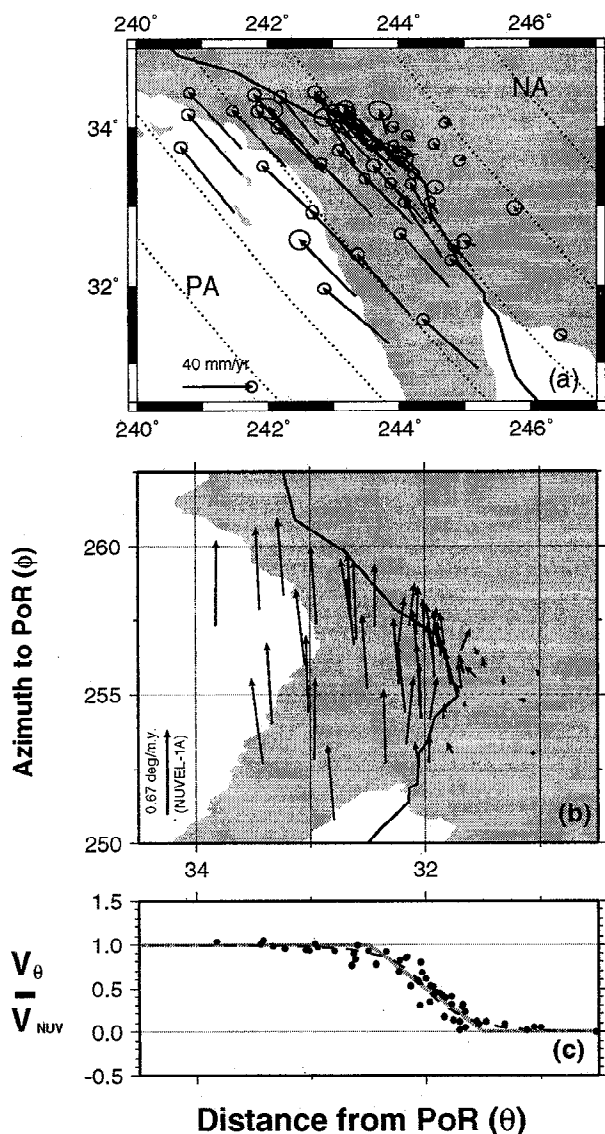 240° 242° 244° 246°
NA
34°
32°
PA
40 mm/yr
(a)
240° 242° 244° 246°
Azimuth to PoR (ϕ)
260
255
250
0.67 deg/m.y.
(NUVEL-1A)
(b)
34 32
V_θ
V_NUV
1.5
1.0
0.5
0.0
-0.5
(c)
Distance from PoR (θ)